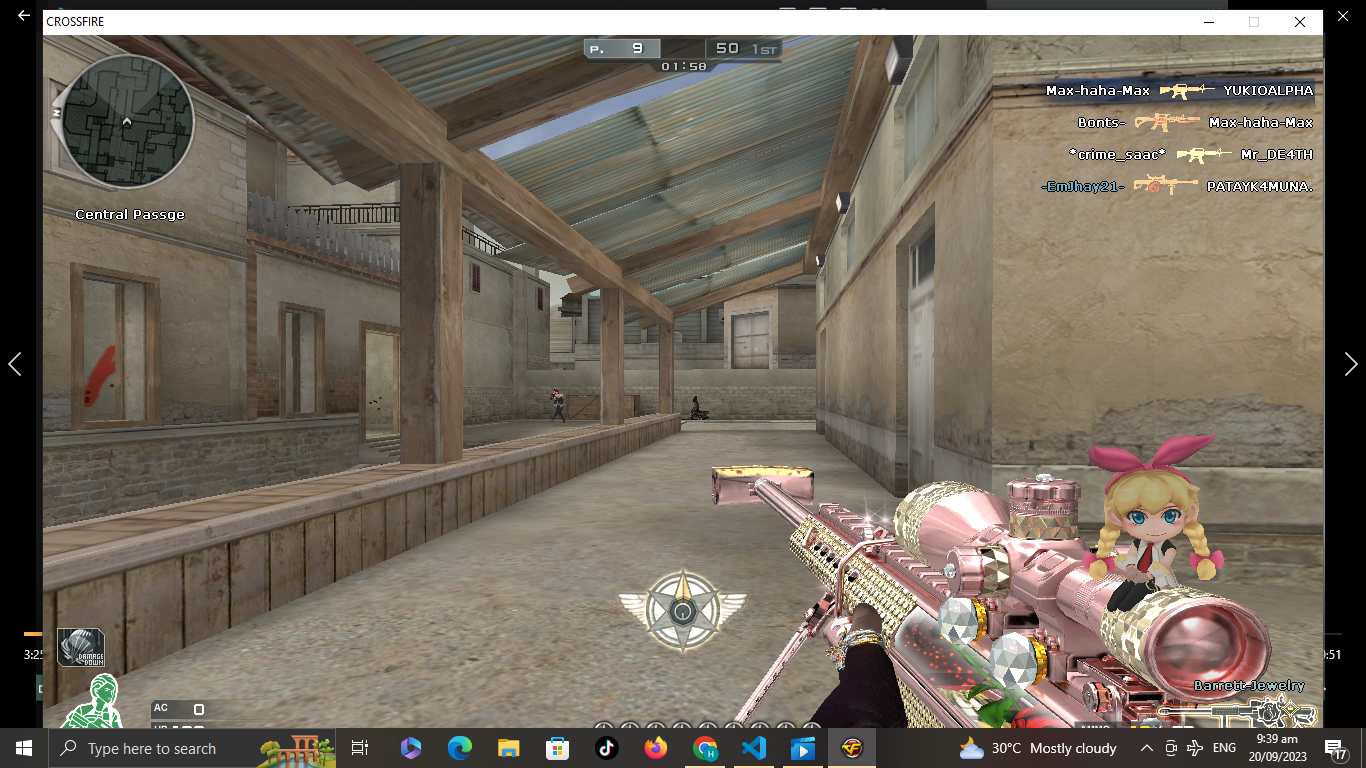 CROSSFIRE
P. 9 50 1ST
01:58
Max-haha-Max YUKIOALPHA
Bonts- Max-haha-Max
*crime_saac* Mr_DE4TH
-EmJhay21- PATAYK4MUNA.
N
Central Passge
DAMAGE DOWN
3:25
:51
AC 0
Barrett-Jewelry
Type here to search
30°C Mostly cloudy
ENG
9:39 am
20/09/2023
17